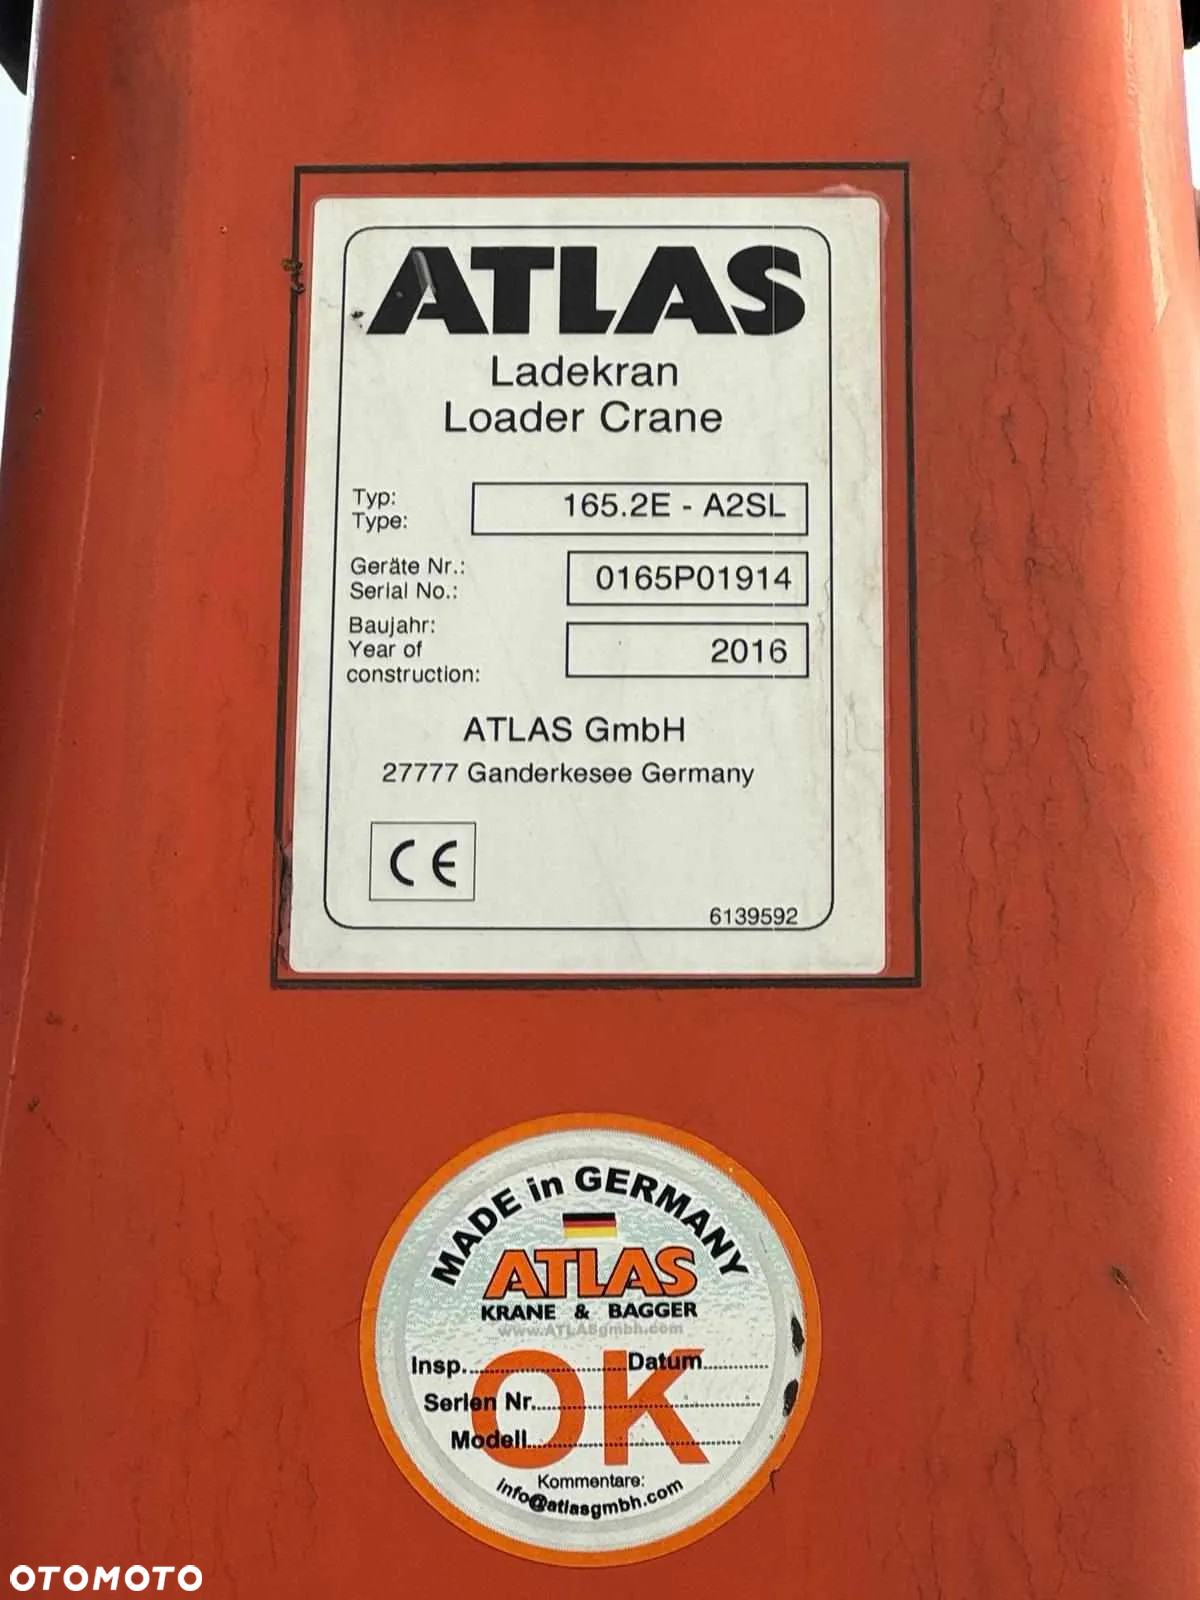 ATLAS
Ladekran
Loader Crane
Typ:
Type:
165.2E - A2SL
Geräte Nr.:
Serial No.:
0165P01914
Baujahr:
Year of
construction:
2016
ATLAS GmbH
27777 Ganderkesee Germany
CE
6139592
MADE in GERMANY
ATLAS
KRANE & BAGGER
www.ATLASgmbh.com
OK
Insp.......................Datum...........
Serien Nr.................................
Modell................................
Kommentare:
info@atlasgmbh.com
OTOMOTO